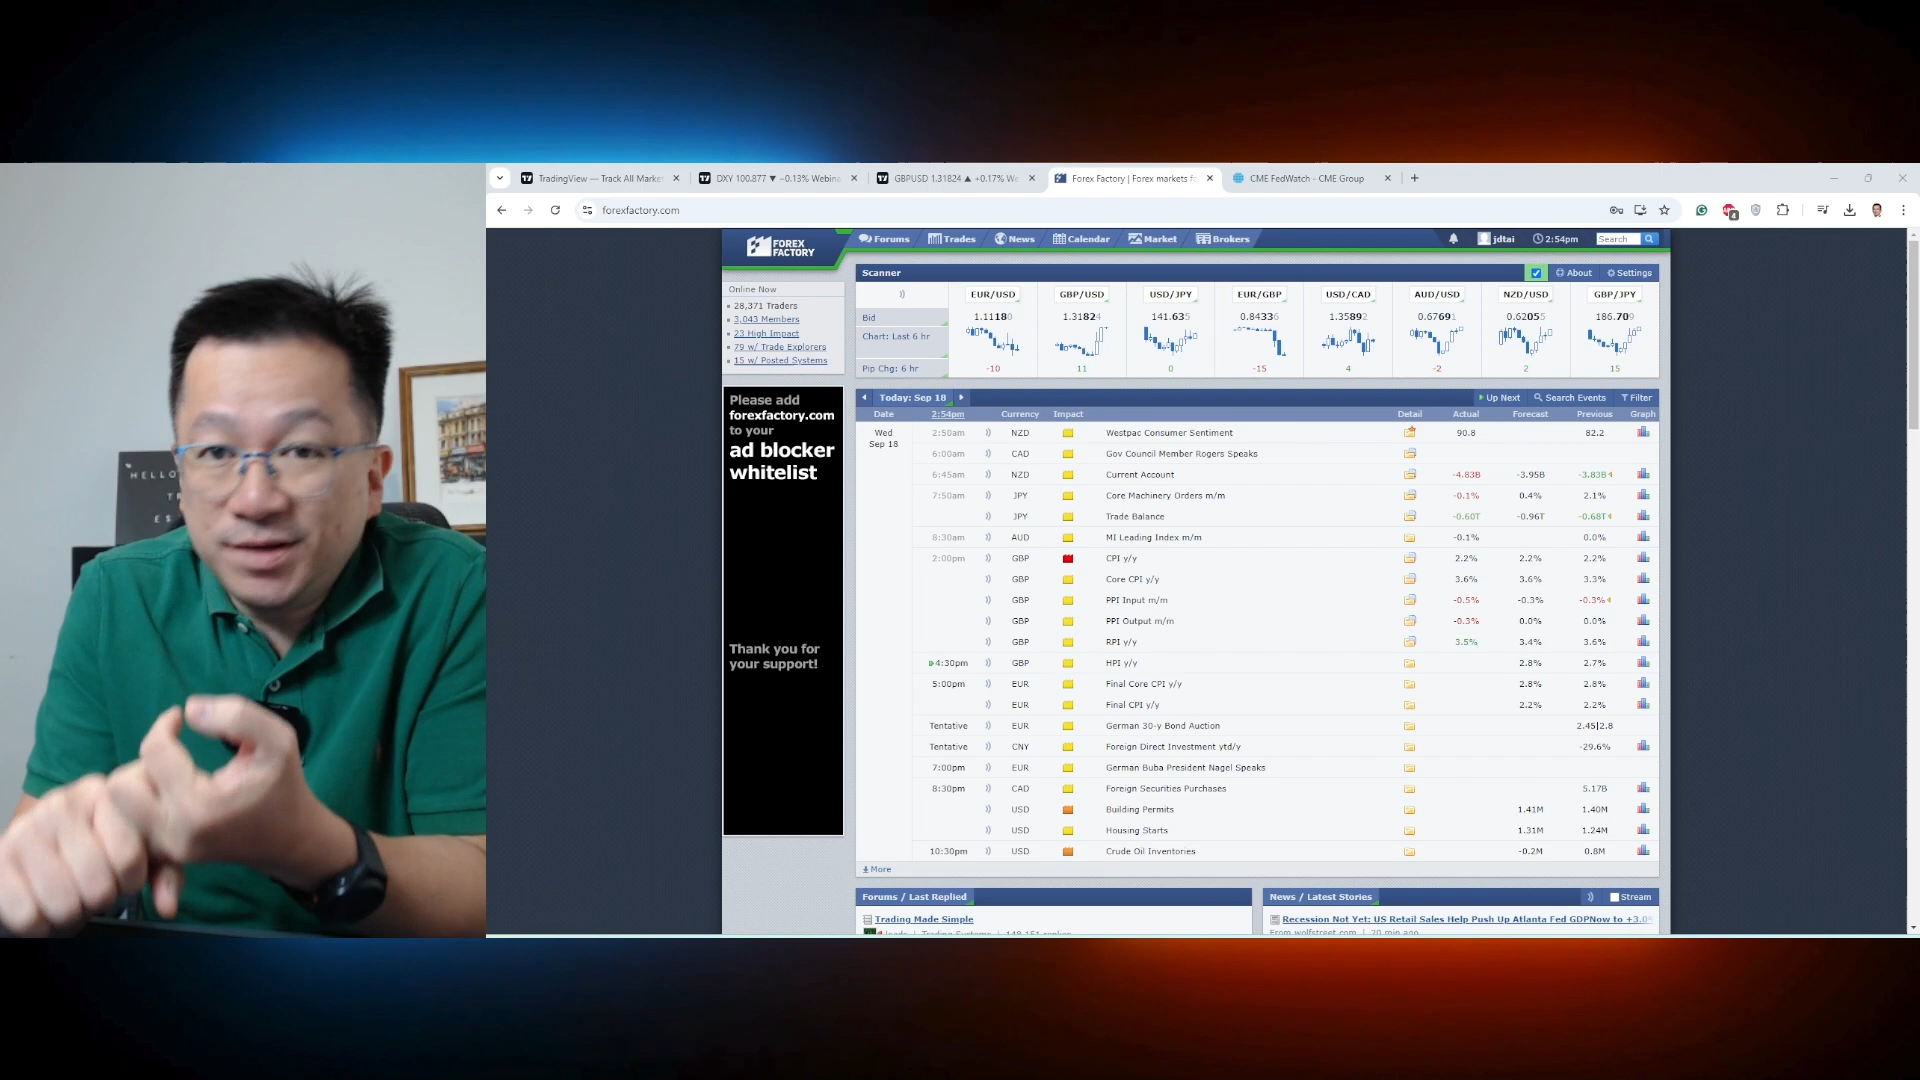 TradingView — Track All Marke
DXY 100.877 ▼ −0.13% Webina
GBPUSD 1.31824 ▲ +0.17% We
Forex Factory | Forex markets fo
CME FedWatch - CME Group
forexfactory.com
FOREX FACTORY
Forums
Trades
News
Calendar
Market
Brokers
jdtai
2:54pm
Search
Online Now
28,371 Traders
3,043 Members
23 High Impact
79 w/ Trade Explorers
15 w/ Posted Systems
Please add
forexfactory.com
to your
ad blocker
whitelist
Thank you for
your support!
HELLO
Scanner About Settings
EUR/USD GBP/USD USD/JPY EUR/GBP USD/CAD AUD/USD NZD/USD GBP/JPY
Bid 1.11180 1.31824 141.635 0.84336 1.35892 0.67691 0.62055 186.709
Chart: Last 6 hr
Pip Chg: 6 hr -10 11 0 -15 4 -2 2 15
Today: Sep 18 Up Next Search Events Filter
Date 2:54pm Currency Impact Detail Actual Forecast Previous Graph
Wed
Sep 18
2:50am NZD Westpac Consumer Sentiment 90.8 82.2
6:00am CAD Gov Council Member Rogers Speaks
6:45am NZD Current Account -4.83B -3.95B -3.83B
7:50am JPY Core Machinery Orders m/m -0.1% 0.4% 2.1%
JPY Trade Balance -0.60T -0.96T -0.68T
8:30am AUD MI Leading Index m/m -0.1% 0.0%
2:00pm GBP CPI y/y 2.2% 2.2% 2.2%
GBP Core CPI y/y 3.6% 3.6% 3.3%
GBP PPI Input m/m -0.5% -0.3% -0.3%
GBP PPI Output m/m -0.3% 0.0% 0.0%
GBP RPI y/y 3.5% 3.4% 3.6%
4:30pm GBP HPI y/y 2.8% 2.7%
5:00pm EUR Final Core CPI y/y 2.8% 2.8%
EUR Final CPI y/y 2.2% 2.2%
Tentative EUR German 30-y Bond Auction 2.45|2.8
Tentative CNY Foreign Direct Investment ytd/y -29.6%
7:00pm EUR German Buba President Nagel Speaks
8:30pm CAD Foreign Securities Purchases 5.17B
USD Building Permits 1.41M 1.40M
USD Housing Starts 1.31M 1.24M
10:30pm USD Crude Oil Inventories -0.2M 0.8M
More
Forums / Last Replied
Trading Made Simple
News / Latest Stories Stream
Recession Not Yet: US Retail Sales Help Push Up Atlanta Fed GDPNow to +3.0
From wolfstreet.com | 20 min ago